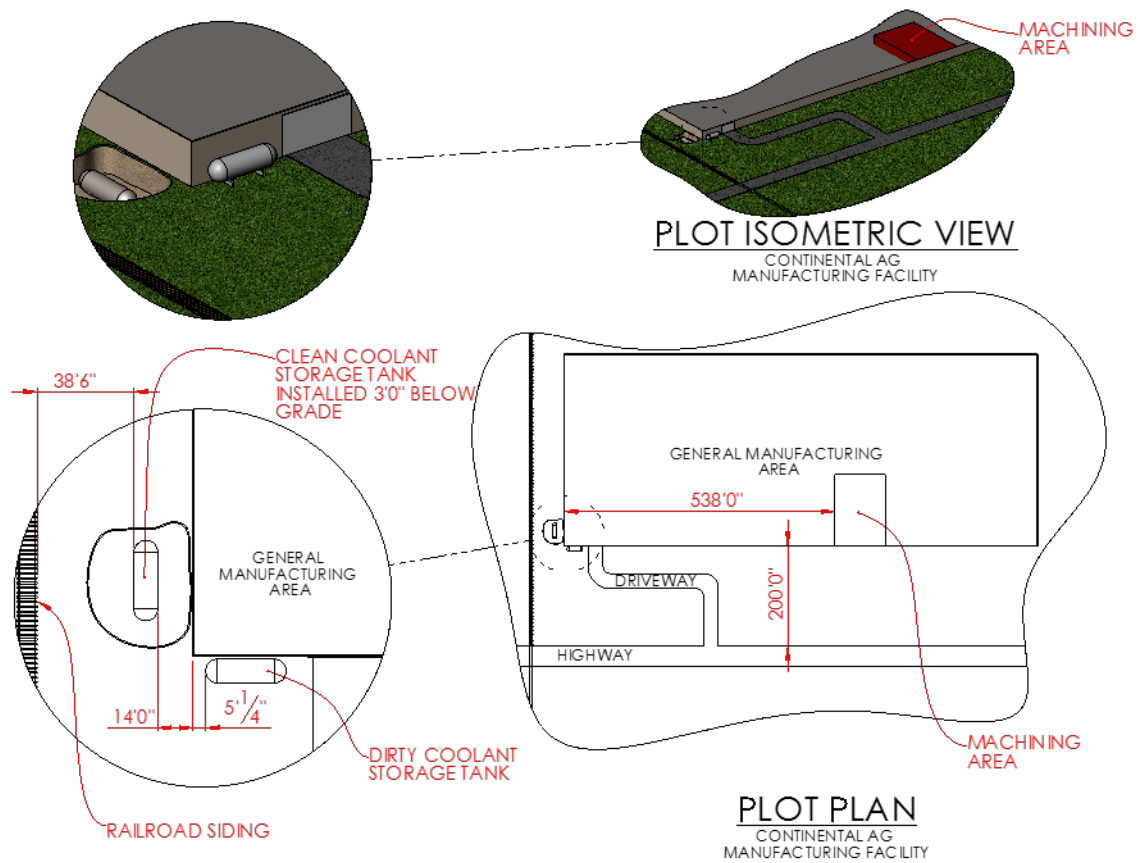 MACHINING
AREA
PLOT ISOMETRIC VIEW
CONTINENTAL AG
MANUFACTURING FACILITY
38'6"
CLEAN COOLANT
STORAGE TANK
INSTALLED 3'0" BELOW
GRADE
GENERAL
MANUFACTURING
AREA
14'0"
5'1/4"
DIRTY COOLANT
STORAGE TANK
RAILROAD SIDING
GENERAL MANUFACTURING
AREA
538'0"
DRIVEWAY
200'0"
HIGHWAY
MACHINING
AREA
PLOT PLAN
CONTINENTAL AG
MANUFACTURING FACILITY